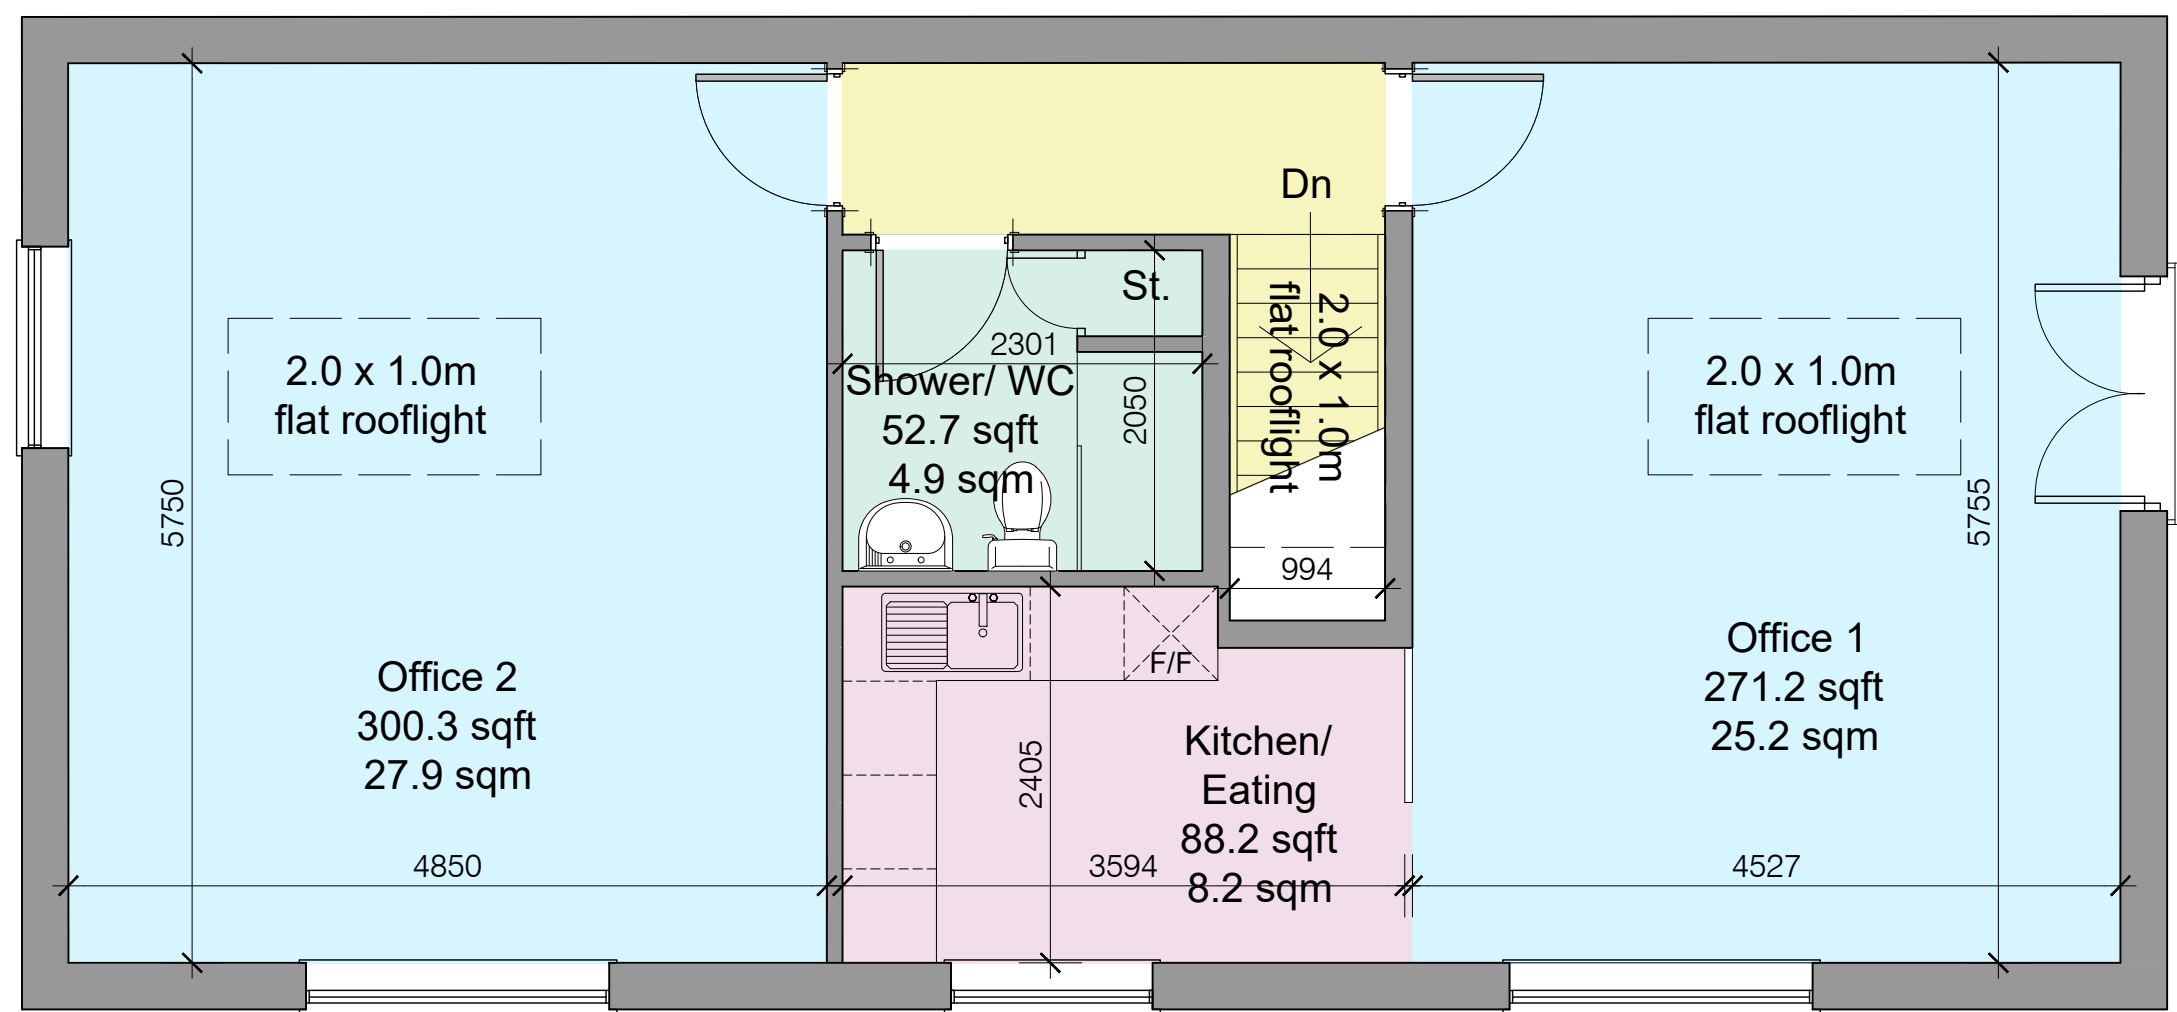 Dn
St.
2301
Shower/ WC
52.7 sqft
4.9 sqm
2050
2.0 x 1.0m
flat rooflight
2.0 x 1.0m
flat rooflight
2.0 x 1.0m
flat rooflight
5750
5755
994
Office 2
300.3 sqft
27.9 sqm
F/F
Kitchen/
Eating
88.2 sqft
8.2 sqm
2405
Office 1
271.2 sqft
25.2 sqm
4850
3594
4527